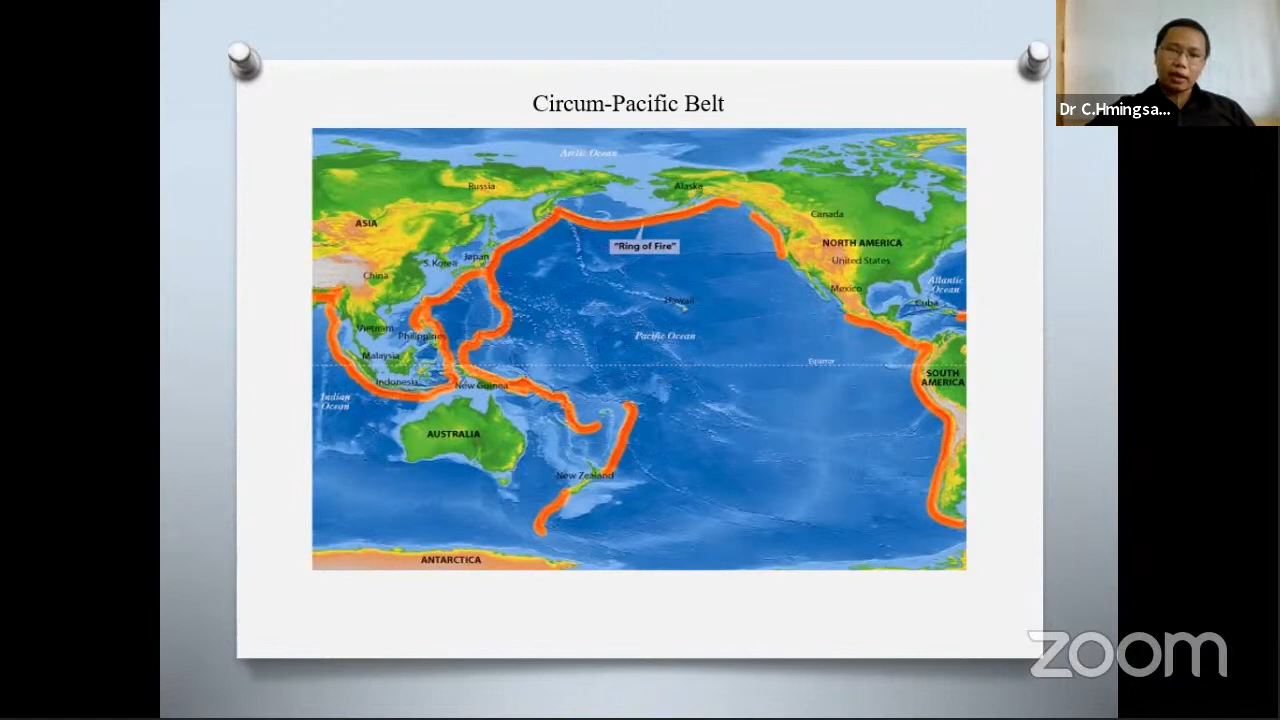 Circum-Pacific Belt
Arctic Ocean
Russia
Alaska
ASIA
Canada
"Ring of Fire"
NORTH AMERICA
Japan
S.Korea
United States
China
Atlantic
Ocean
Mexico
Hawaii
Cuba
Vietnam
Philippines
Pacific Ocean
Malaysia
Equator
SOUTH
AMERICA
Indonesia
New Guinea
Indian
Ocean
AUSTRALIA
New Zealand
ANTARCTICA
Dr C.Hmingsa...
zoom